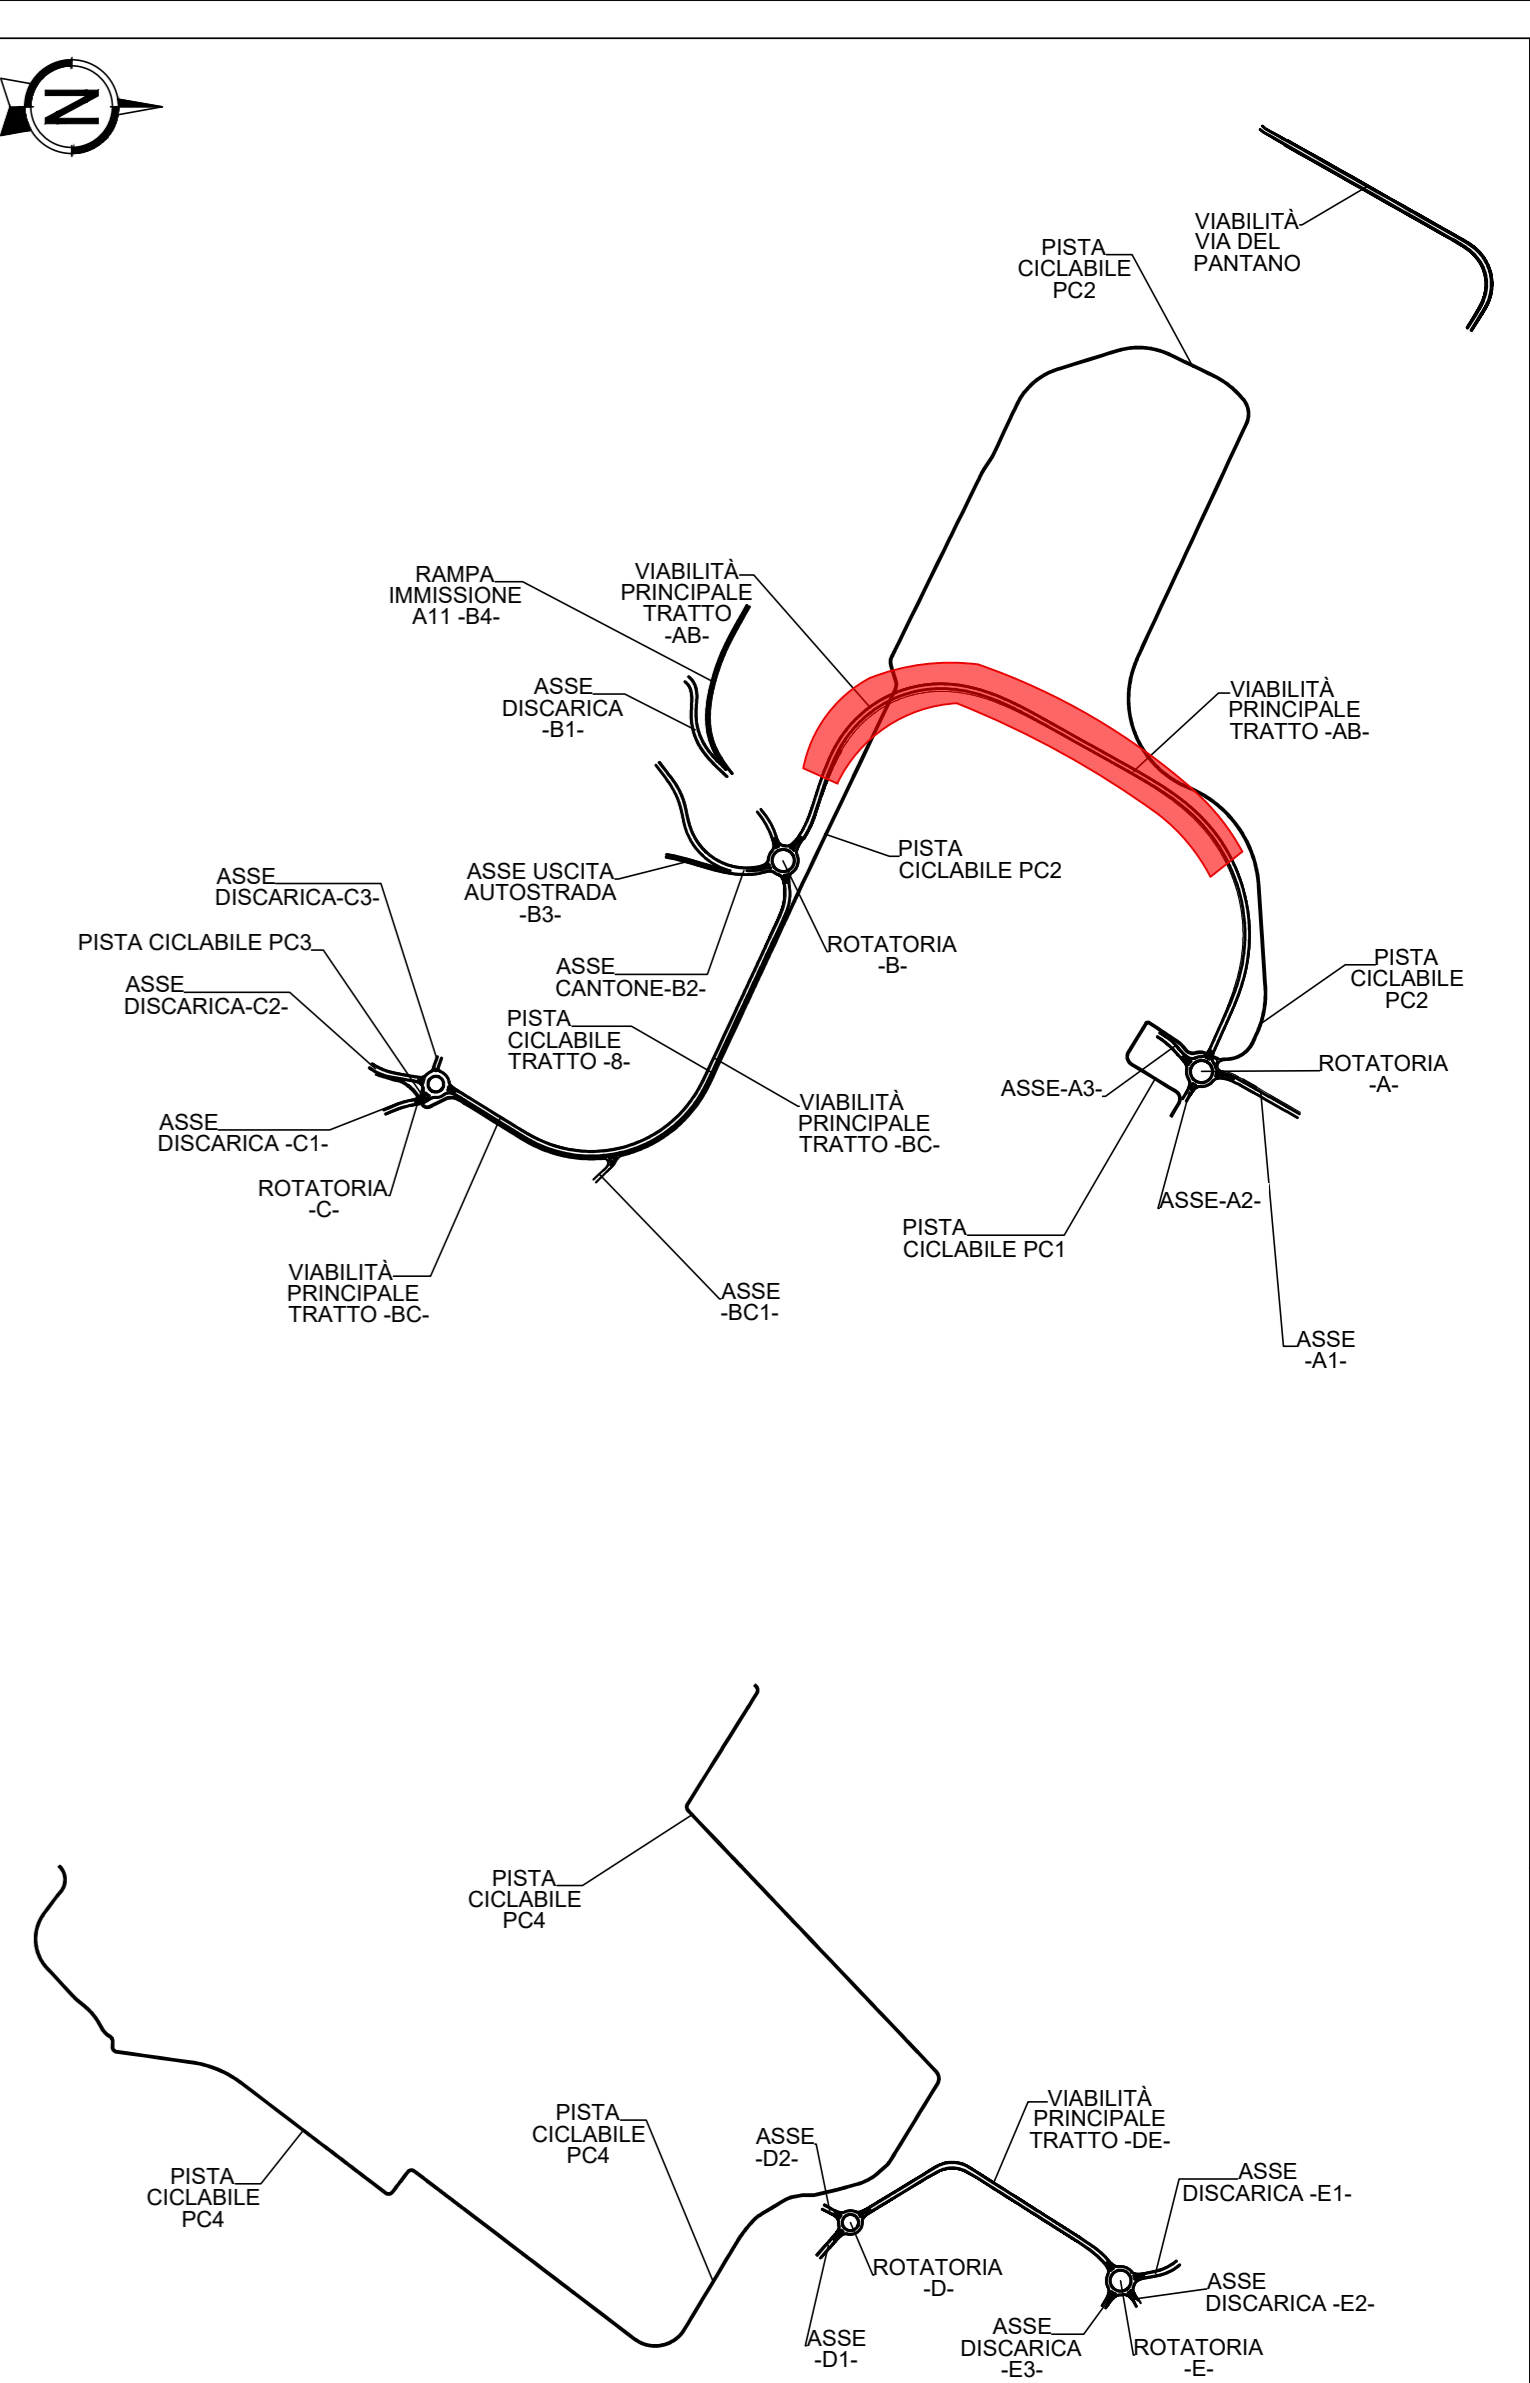 N
VIABILITÀ
VIA DEL
PANTANO
PISTA
CICLABILE
PC2
RAMPA
IMMISSIONE
A11 -B4-
VIABILITÀ
PRINCIPALE
TRATTO
-AB-
ASSE
DISCARICA
-B1-
VIABILITÀ
PRINCIPALE
TRATTO -AB-
PISTA
CICLABILE PC2
ASSE USCITA
AUTOSTRADA
-B3-
ASSE
DISCARICA-C3-
PISTA CICLABILE PC3
ASSE
DISCARICA-C2-
ROTATORIA
-B-
ASSE
CANTONE-B2-
PISTA
CICLABILE
PC2
PISTA
CICLABILE
TRATTO -8-
ROTATORIA
-A-
ASSE-A3-
VIABILITÀ
PRINCIPALE
TRATTO -BC-
ASSE
DISCARICA -C1-
ROTATORIA
-C-
ASSE-A2-
PISTA
CICLABILE PC1
VIABILITÀ
PRINCIPALE
TRATTO -BC-
ASSE
-BC1-
ASSE
-A1-
PISTA
CICLABILE
PC4
VIABILITÀ
PRINCIPALE
TRATTO -DE-
PISTA
CICLABILE
PC4
ASSE
-D2-
PISTA
CICLABILE
PC4
ASSE
DISCARICA -E1-
ROTATORIA
-D-
ASSE
DISCARICA -E2-
ASSE
DISCARICA
-E3-
ASSE
-D1-
ROTATORIA
-E-